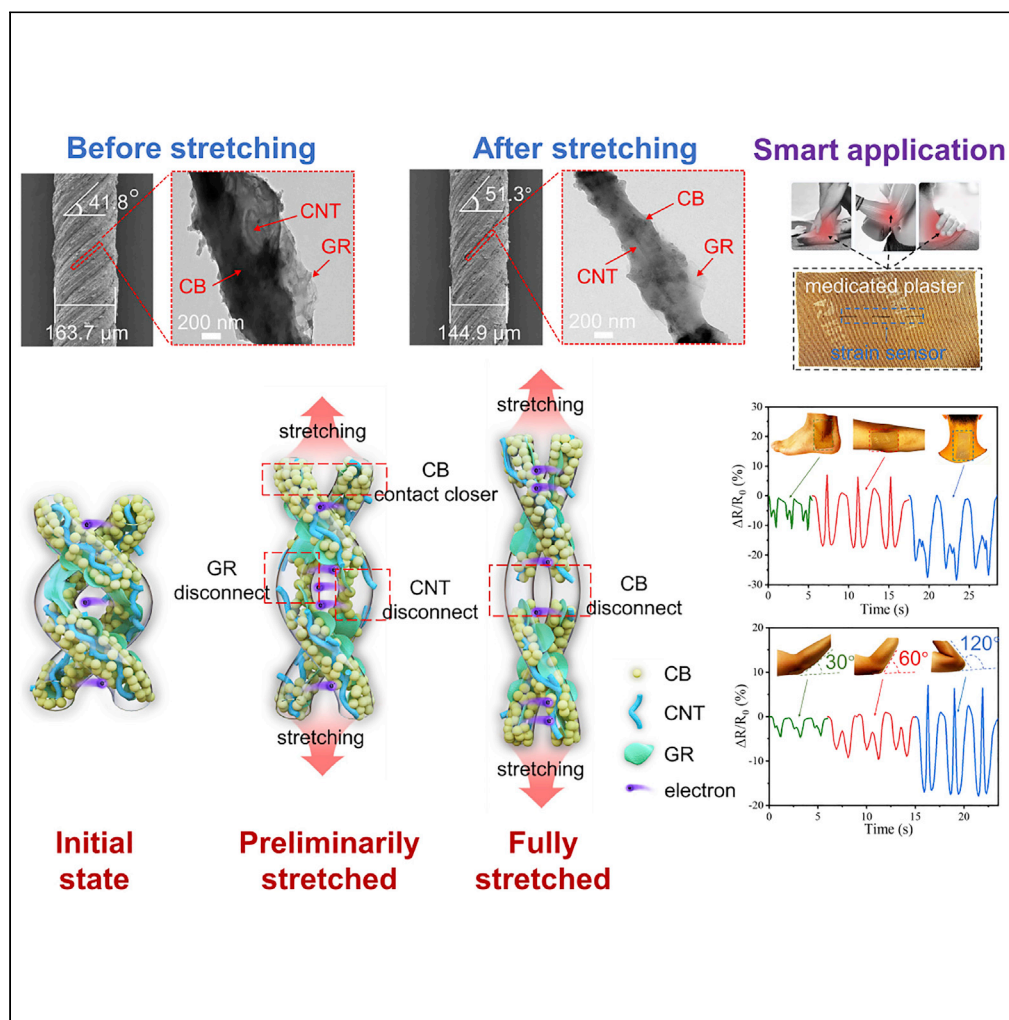 Before stretching
41.8°
163.7 μm
CNT
CB
GR
200 nm
After stretching
51.3°
144.9 μm
CB
CNT
GR
200 nm
Smart application
medicated plaster
strain sensor
stretching
CB
contact closer
GR
disconnect
CNT
disconnect
stretching
stretching
CB
disconnect
stretching
CB
CNT
GR
e
electron
Initial
state
Preliminarily
stretched
Fully
stretched
ΔR/R₀ (%)
30
20
10
0
-10
-20
-30
0 5 10 15 20 25
Time (s)
ΔR/R₀ (%)
20
10
0
-10
-20
30°
60°
120°
0 5 10 15 20
Time (s)